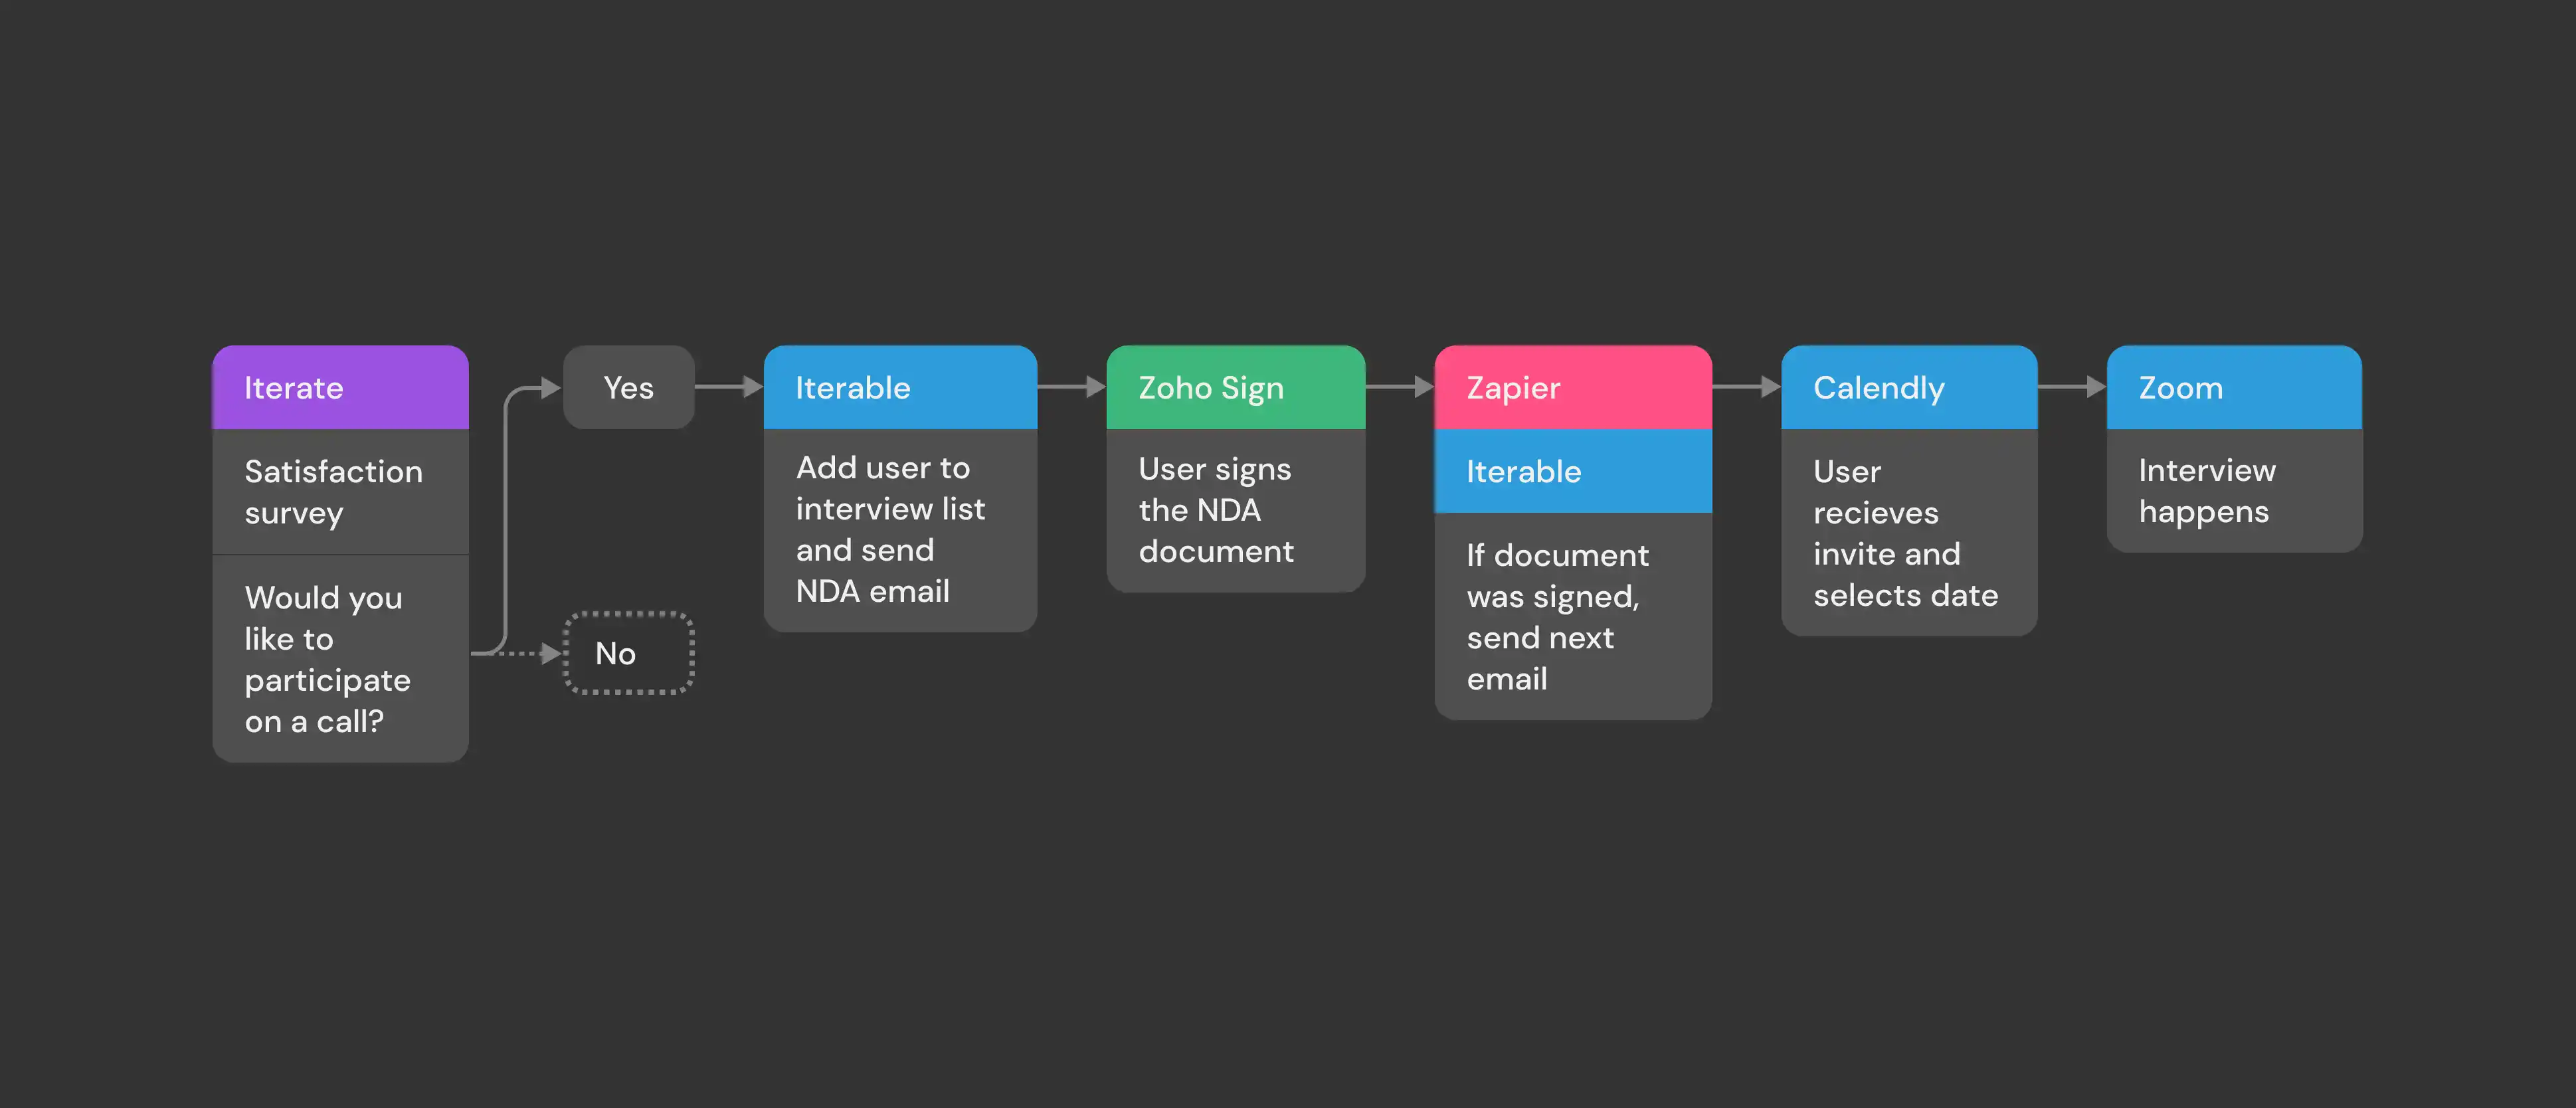 Iterate
Satisfaction
survey
Would you
like to
participate
on a call?
Yes
No
Iterable
Add user to
interview list
and send
NDA email
Zoho Sign
User signs
the NDA
document
Zapier
Iterable
If document
was signed,
send next
email
Calendly
User
recieves
invite and
selects date
Zoom
Interview
happens